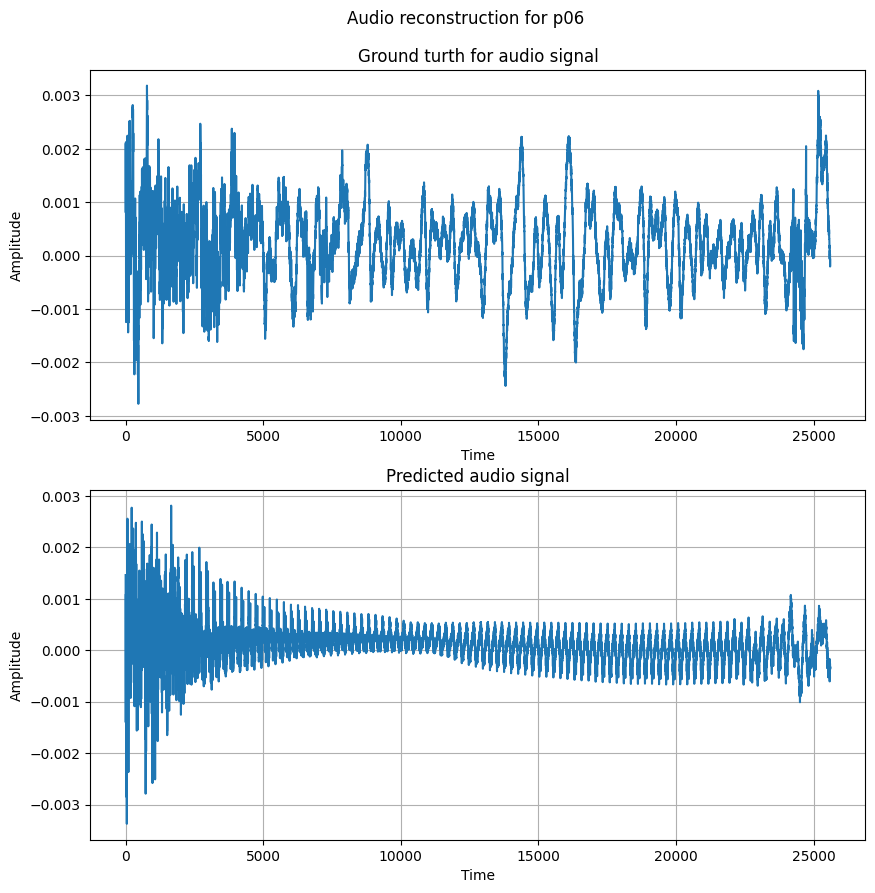 Audio reconstruction for p06
Ground turth for audio signal
Amplitude
0.003
0.002
0.001
0.000
−0.001
−0.002
−0.003
0 5000 10000 15000 20000 25000
Time
Predicted audio signal
Amplitude
0.003
0.002
0.001
0.000
−0.001
−0.002
−0.003
0 5000 10000 15000 20000 25000
Time